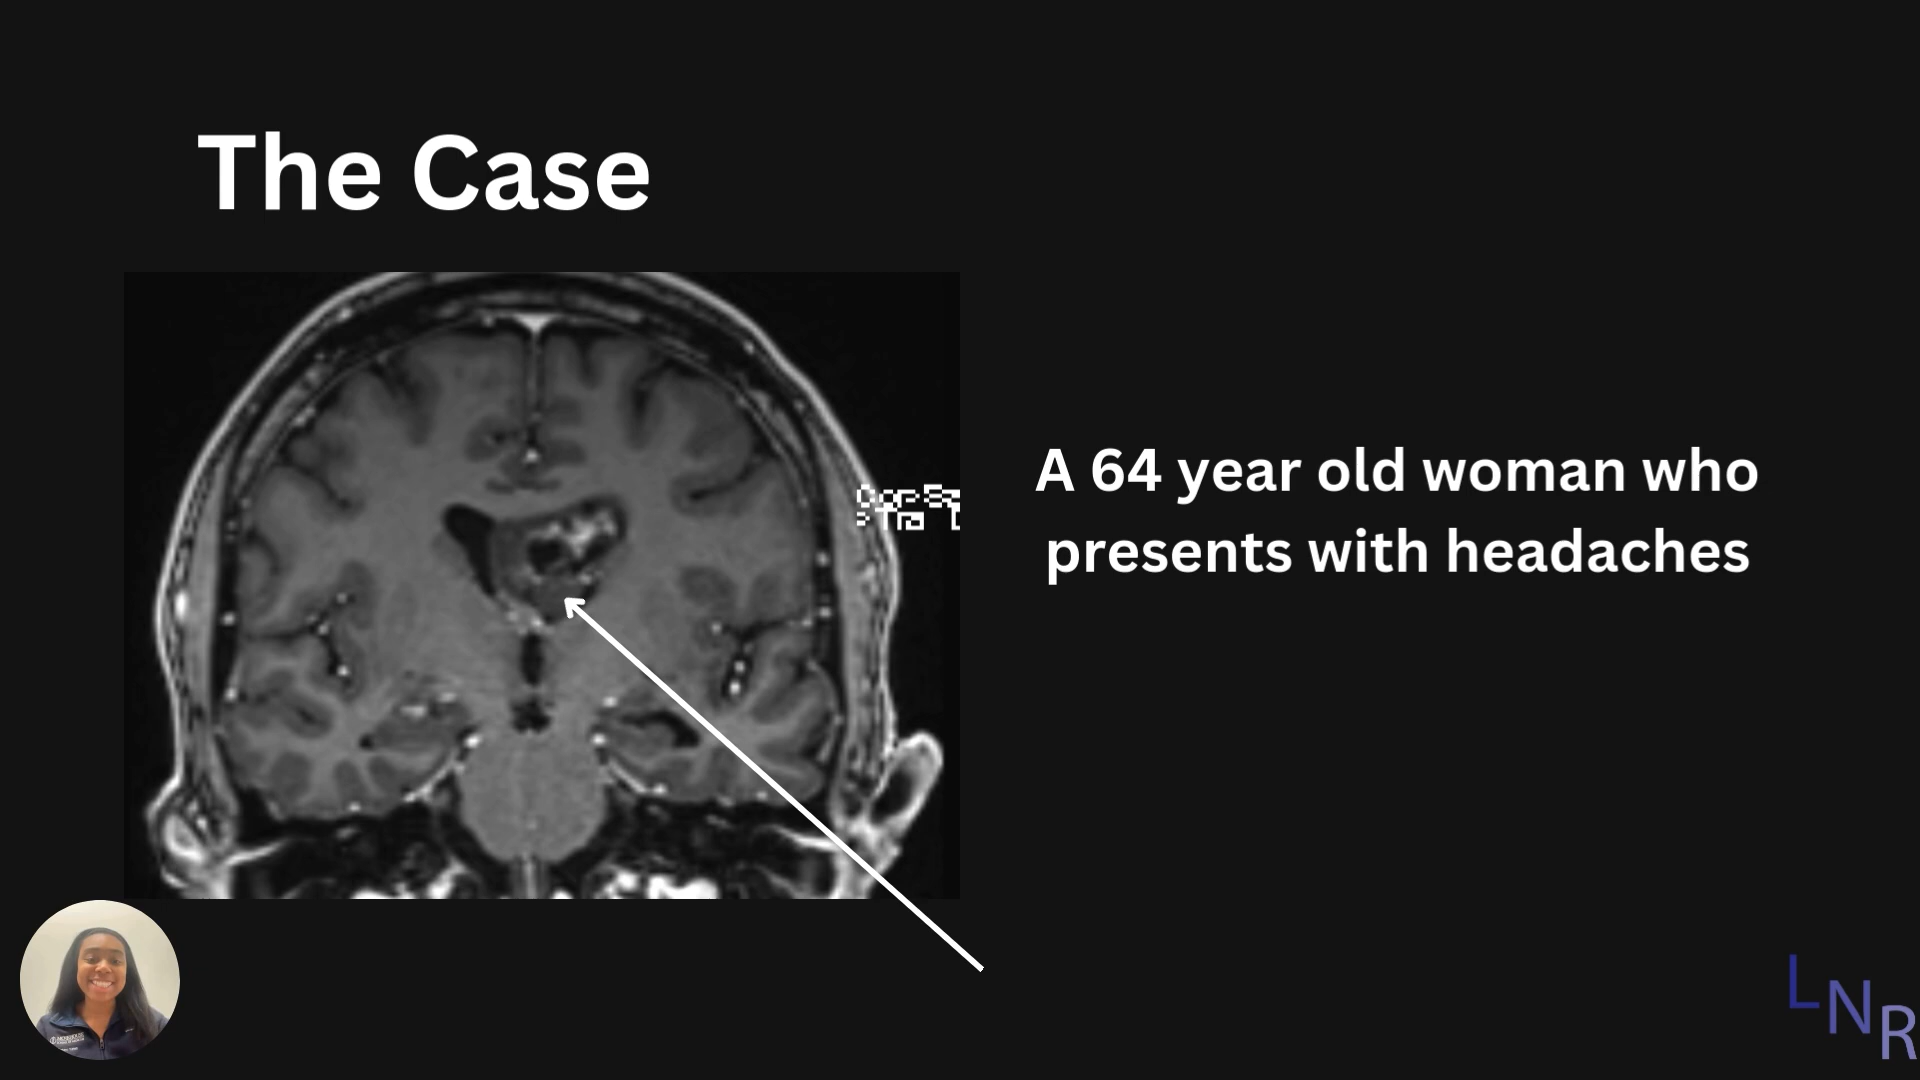 The Case
A 64 year old woman who
presents with headaches
LNR